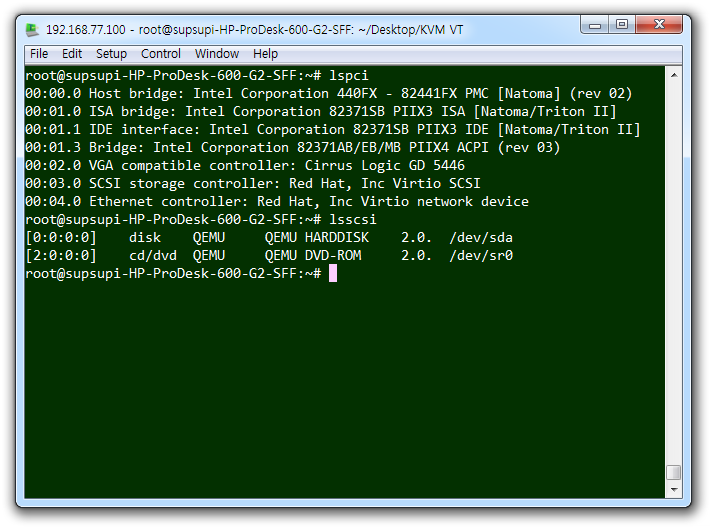 192.168.77.100 - root@supsupi-HP-ProDesk-600-G2-SFF: ~/Desktop/KVM VT
File Edit Setup Control Window Help
root@supsupi-HP-ProDesk-600-G2-SFF:~# lspci
00:00.0 Host bridge: Intel Corporation 440FX - 82441FX PMC [Natoma] (rev 02)
00:01.0 ISA bridge: Intel Corporation 82371SB PIIX3 ISA [Natoma/Triton II]
00:01.1 IDE interface: Intel Corporation 82371SB PIIX3 IDE [Natoma/Triton II]
00:01.3 Bridge: Intel Corporation 82371AB/EB/MB PIIX4 ACPI (rev 03)
00:02.0 VGA compatible controller: Cirrus Logic GD 5446
00:03.0 SCSI storage controller: Red Hat, Inc Virtio SCSI
00:04.0 Ethernet controller: Red Hat, Inc Virtio network device
root@supsupi-HP-ProDesk-600-G2-SFF:~# lsscsi
[0:0:0:0]    disk    QEMU     QEMU HARDDISK    2.0.  /dev/sda
[2:0:0:0]    cd/dvd  QEMU     QEMU DVD-ROM     2.0.  /dev/sr0
root@supsupi-HP-ProDesk-600-G2-SFF:~#